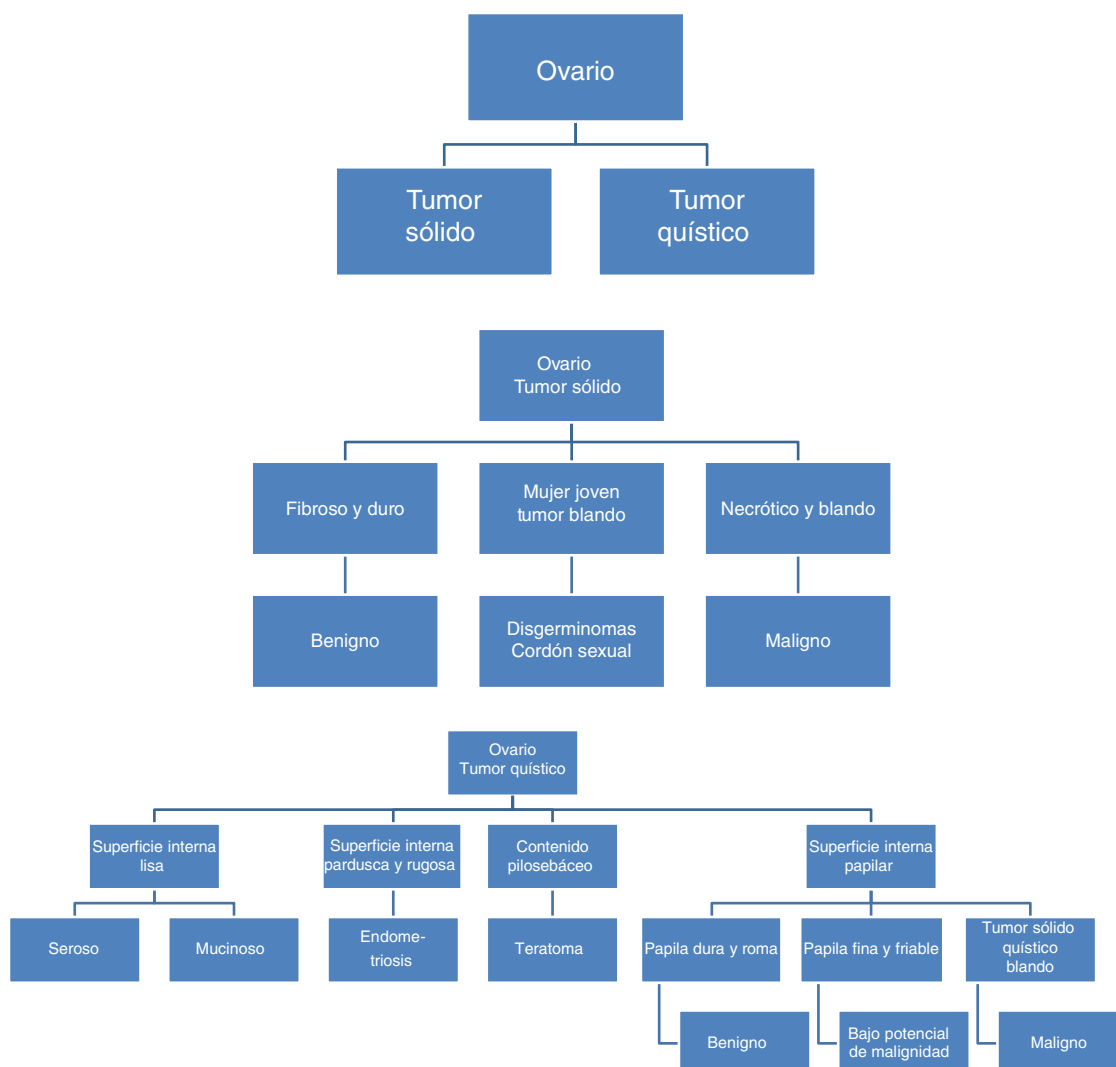 Ovario
Tumor
sólido
Tumor
quístico
Ovario
Tumor sólido
Fibroso y duro
Mujer joven
tumor blando
Necrótico y blando
Benigno
Disgerminomas
Cordón sexual
Maligno
Ovario
Tumor quístico
Superficie interna
lisa
Superficie interna
pardusca y rugosa
Contenido
pilosebáceo
Superficie interna
papilar
Seroso
Mucinoso
Endome-
triosis
Teratoma
Papila dura y roma
Papila fina y friable
Tumor sólido
quístico
blando
Benigno
Bajo potencial
de malignidad
Maligno